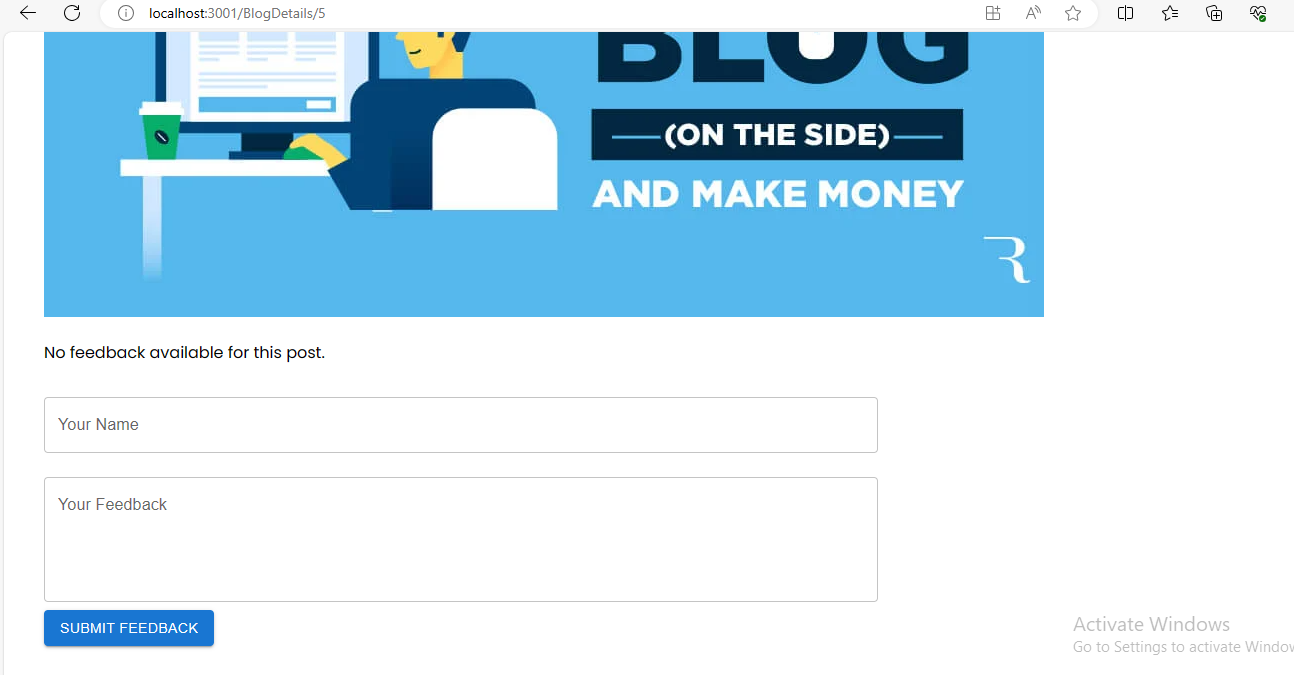 localhost:3001/BlogDetails/5
BLOG
(ON THE SIDE)
AND MAKE MONEY
R
No feedback available for this post.
Your Name
Your Feedback
SUBMIT FEEDBACK
Activate Windows
Go to Settings to activate Window